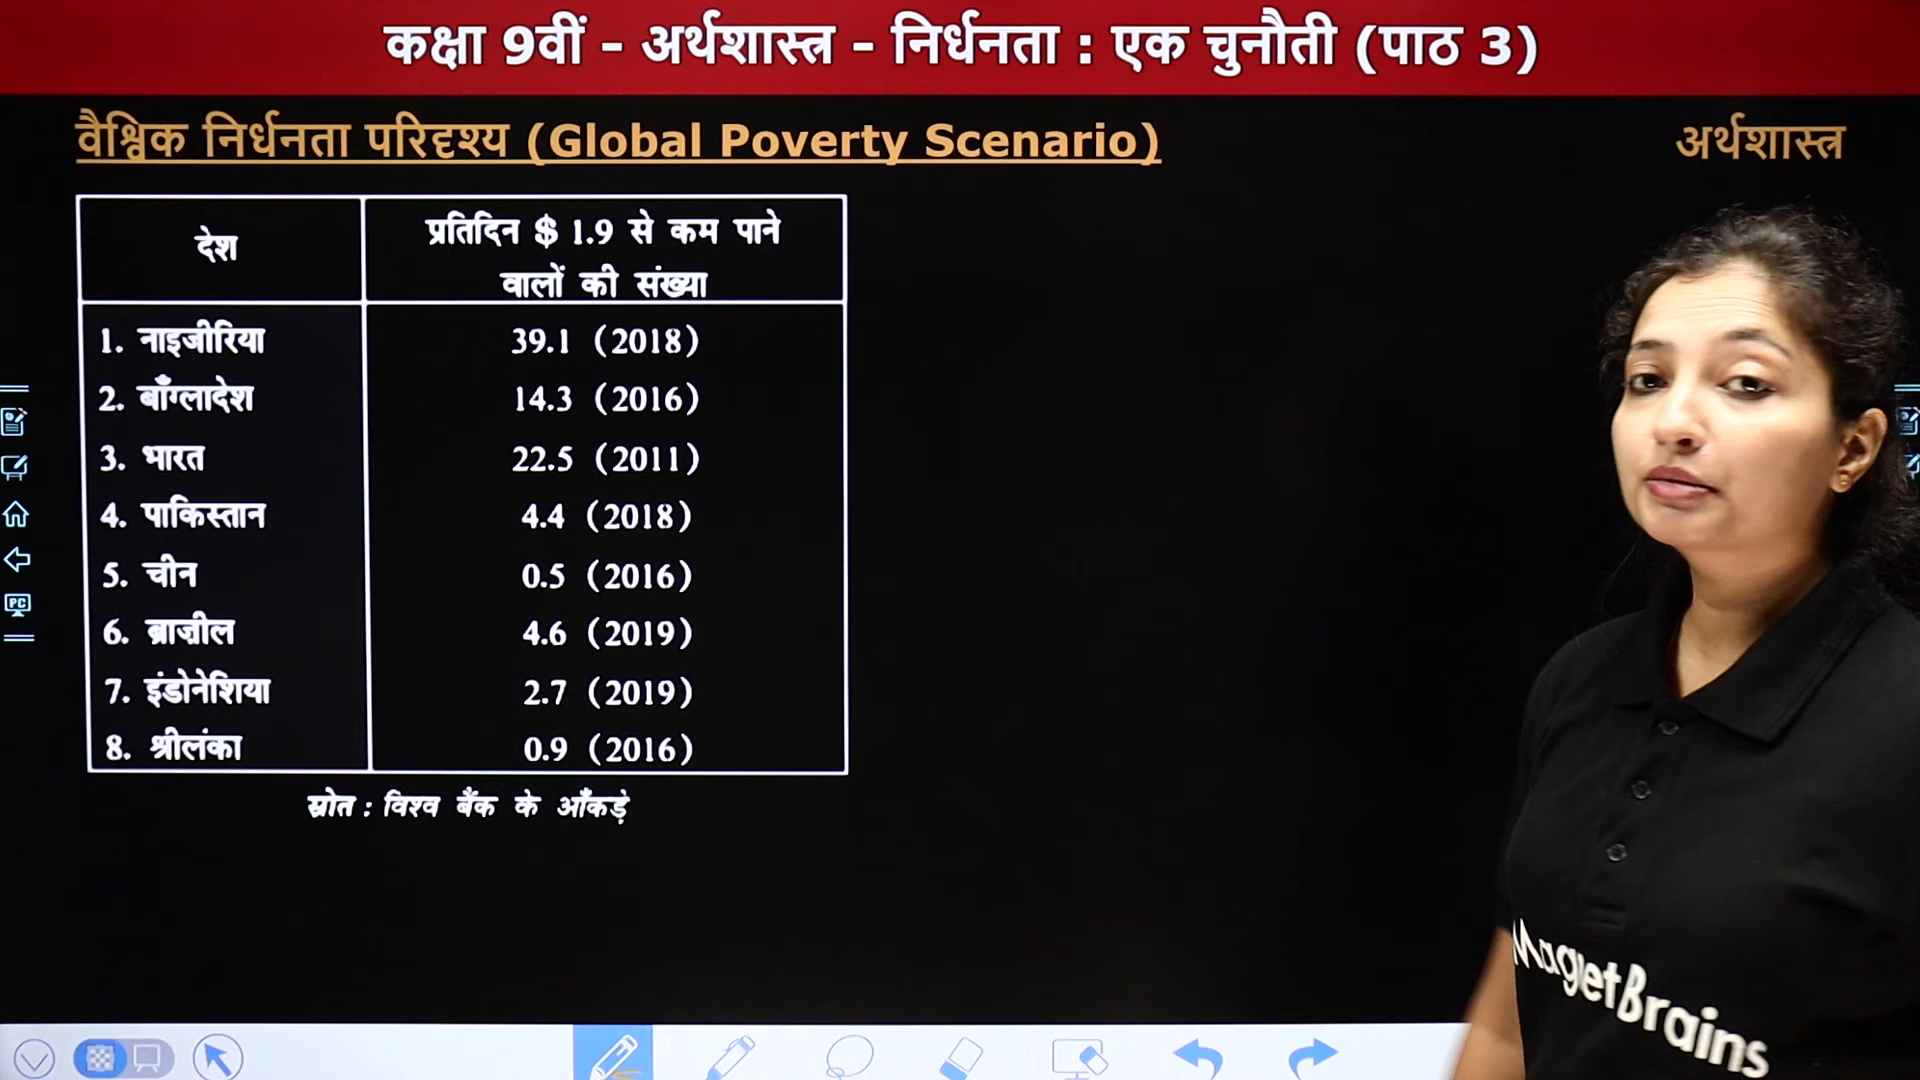 कक्षा 9वीं - अर्थशास्त्र - निर्धनता : एक चुनौती (पाठ 3)
वैश्विक निर्धनता परिदृश्य (Global Poverty Scenario)
अर्थशास्त्र
देश
प्रतिदिन $ 1.9 से कम पाने
वालों की संख्या
1. नाइजीरिया 39.1 (2018)
2. बाँग्लादेश 14.3 (2016)
3. भारत 22.5 (2011)
4. पाकिस्तान 4.4 (2018)
5. चीन 0.5 (2016)
6. ब्राज़ील 4.6 (2019)
7. इंडोनेशिया 2.7 (2019)
8. श्रीलंका 0.9 (2016)
स्रोत : विश्व बैंक के आँकड़े
PC
MagnetBrains